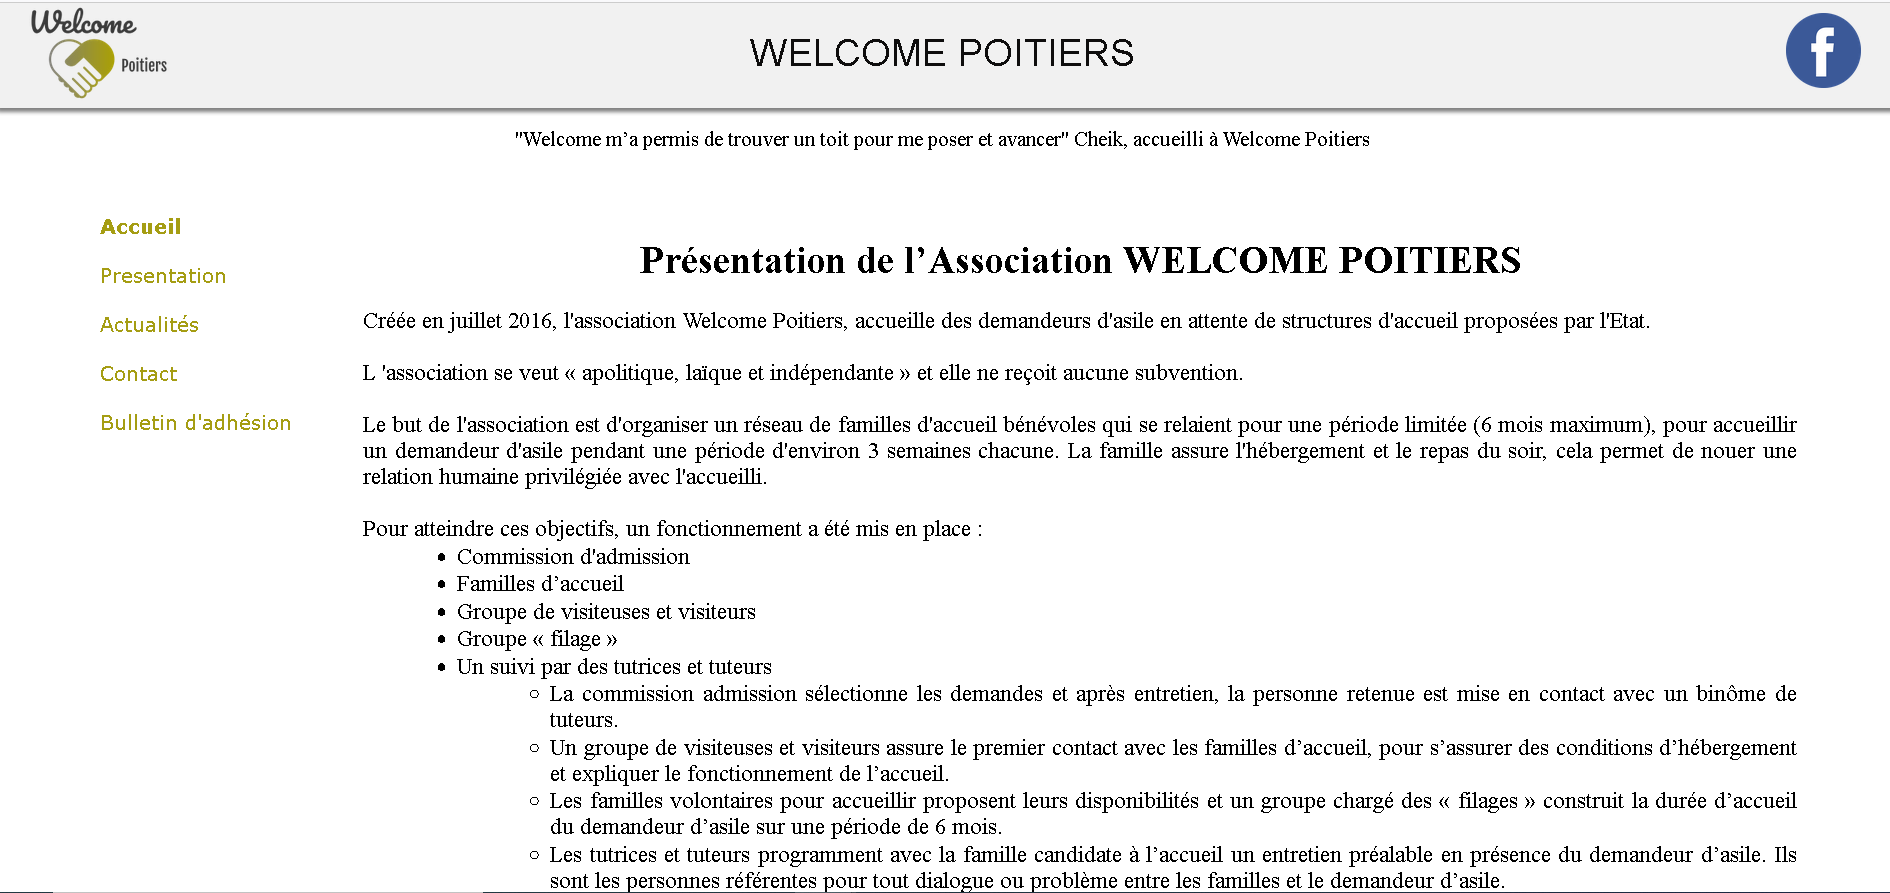 Welcome
Poitiers
WELCOME POITIERS
f
"Welcome m’a permis de trouver un toit pour me poser et avancer" Cheik, accueilli à Welcome Poitiers
Accueil
Presentation
Actualités
Contact
Bulletin d'adhésion
Présentation de l’Association WELCOME POITIERS
Créée en juillet 2016, l'association Welcome Poitiers, accueille des demandeurs d'asile en attente de structures d'accueil proposées par l'Etat.
L 'association se veut « apolitique, laïque et indépendante » et elle ne reçoit aucune subvention.
Le but de l'association est d'organiser un réseau de familles d'accueil bénévoles qui se relaient pour une période limitée (6 mois maximum), pour accueillir
un demandeur d'asile pendant une période d'environ 3 semaines chacune. La famille assure l'hébergement et le repas du soir, cela permet de nouer une
relation humaine privilégiée avec l'accueilli.
Pour atteindre ces objectifs, un fonctionnement a été mis en place :
• Commission d'admission
• Familles d’accueil
• Groupe de visiteuses et visiteurs
• Groupe « filage »
• Un suivi par des tutrices et tuteurs
○ La commission admission sélectionne les demandes et après entretien, la personne retenue est mise en contact avec un binôme de
tuteurs.
○ Un groupe de visiteuses et visiteurs assure le premier contact avec les familles d’accueil, pour s’assurer des conditions d’hébergement
et expliquer le fonctionnement de l’accueil.
○ Les familles volontaires pour accueillir proposent leurs disponibilités et un groupe chargé des « filages » construit la durée d’accueil
du demandeur d’asile sur une période de 6 mois.
○ Les tutrices et tuteurs programment avec la famille candidate à l’accueil un entretien préalable en présence du demandeur d’asile. Ils
sont les personnes référentes pour tout dialogue ou problème entre les familles et le demandeur d’asile.